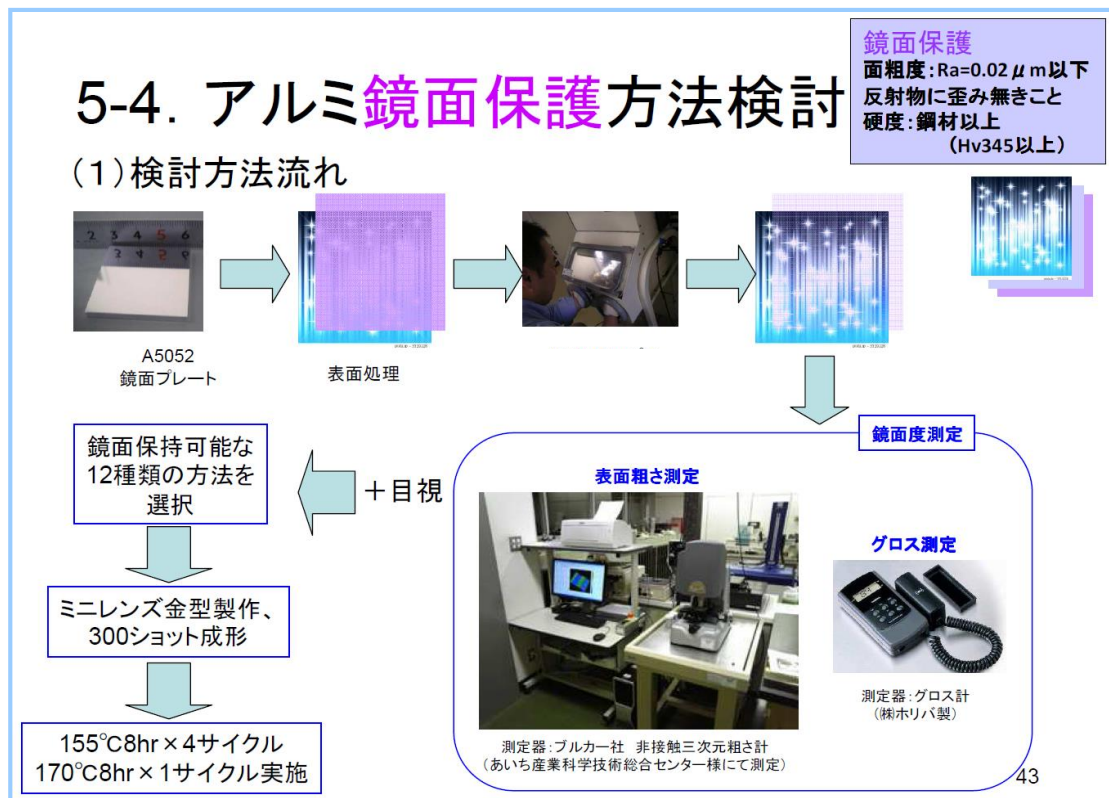 鏡面保護
面粗度:Ra=0.02μm以下
反射物に歪み無きこと
硬度:鋼材以上
(Hv345以上)
5-4. アルミ鏡面保護方法検討
(1)検討方法流れ
A5052
鏡面プレート
表面処理
鏡面度測定
表面粗さ測定
グロス測定
測定器:グロス計
(㈱ホリバ製)
測定器:ブルカー社 非接触三次元粗さ計
(あいち産業科学技術総合センター様にて測定)
+目視
鏡面保持可能な
12種類の方法を
選択
ミニレンズ金型製作、
300ショット成形
155℃8hr×4サイクル
170℃8hr×1サイクル実施
43